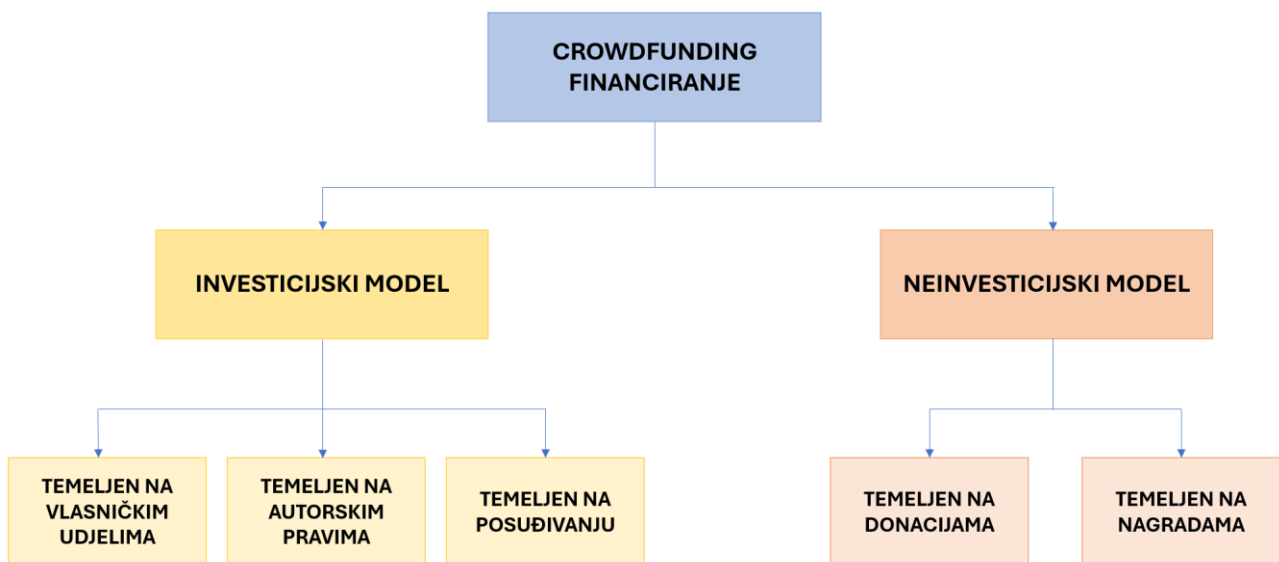 CROWDFUNDING
FINANCIRANJE
INVESTICIJSKI MODEL
NEINVESTICIJSKI MODEL
TEMELJEN NA
VLASNIČKIM
UDJELIMA
TEMELJEN NA
AUTORSKIM
PRAVIMA
TEMELJEN NA
POSUĐIVANJU
TEMELJEN NA
DONACIJAMA
TEMELJEN NA
NAGRADAMA